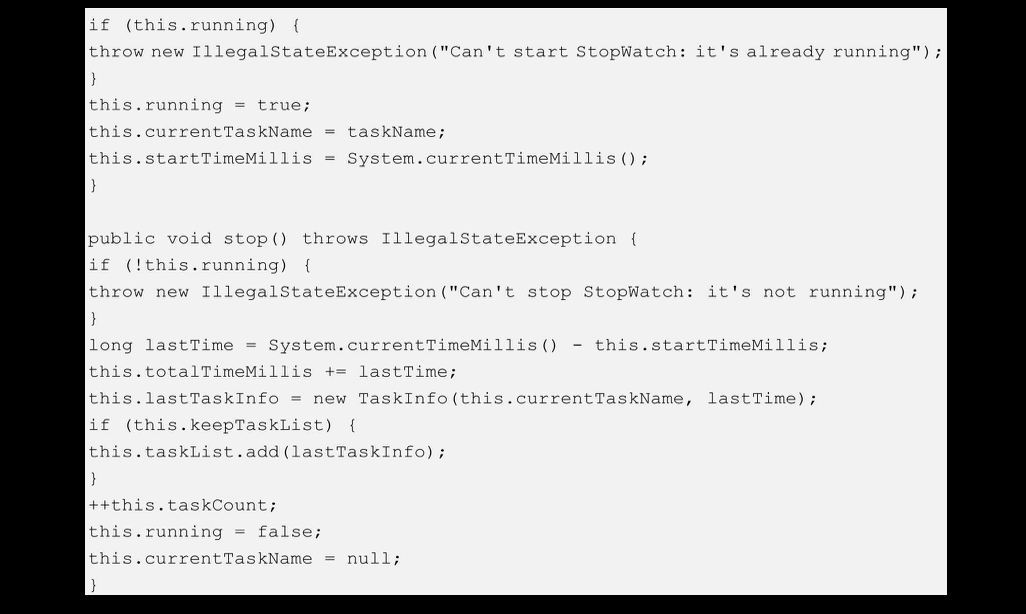 if (this.running) {
throw new IllegalStateException("Can't start StopWatch: it's already running");
}
this.running = true;
this.currentTaskName = taskName;
this.startTimeMillis = System.currentTimeMillis();
}

public void stop() throws IllegalStateException {
if (!this.running) {
throw new IllegalStateException("Can't stop StopWatch: it's not running");
}
long lastTime = System.currentTimeMillis() - this.startTimeMillis;
this.totalTimeMillis += lastTime;
this.lastTaskInfo = new TaskInfo(this.currentTaskName, lastTime);
if (this.keepTaskList) {
this.taskList.add(lastTaskInfo);
}
++this.taskCount;
this.running = false;
this.currentTaskName = null;
}